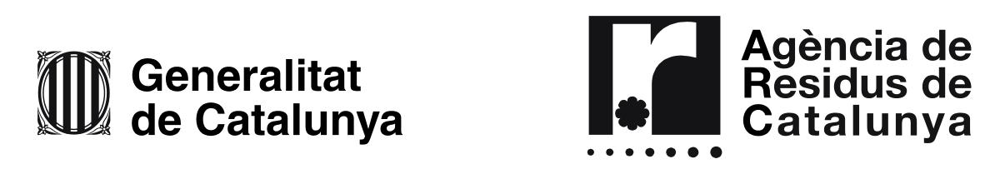 Generalitat
de Catalunya
r
Agència de
Residus de
Catalunya